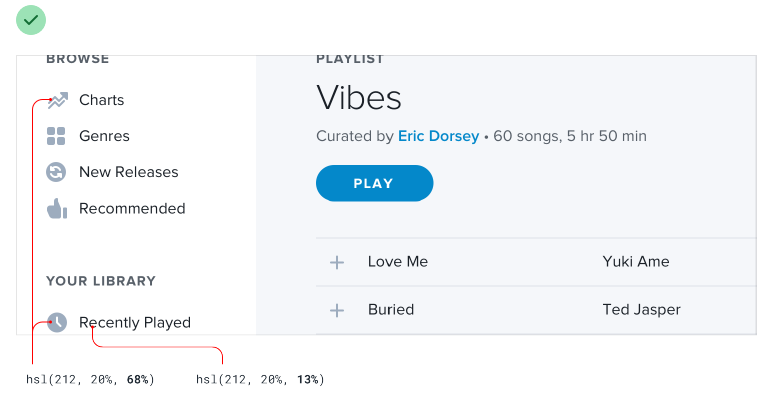 BROWSE
Charts
Genres
New Releases
Recommended
YOUR LIBRARY
Recently Played
PLAYLIST
Vibes
Curated by Eric Dorsey • 60 songs, 5 hr 50 min
PLAY
Love Me Yuki Ame
Buried Ted Jasper
hsl(212, 20%, 68%) hsl(212, 20%, 13%)